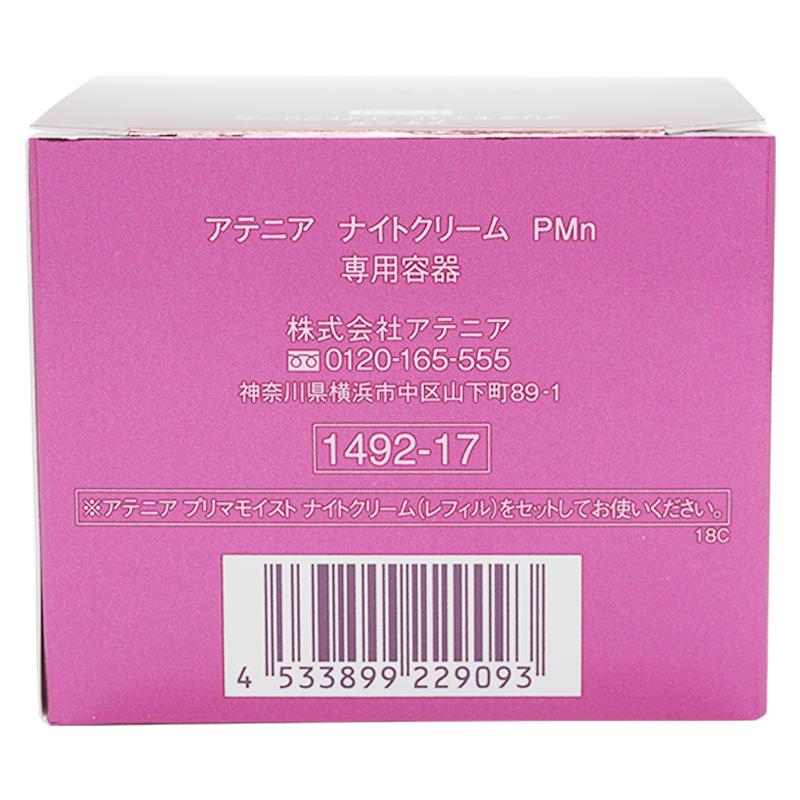 アテニア ナイトクリーム PMn
専用容器
株式会社アテニア
0120-165-555
神奈川県横浜市中区山下町89-1
1492-17
※アテニア プリマモイスト ナイトクリーム(レフィル)をセットしてお使いください。
18C
4 533899 229093